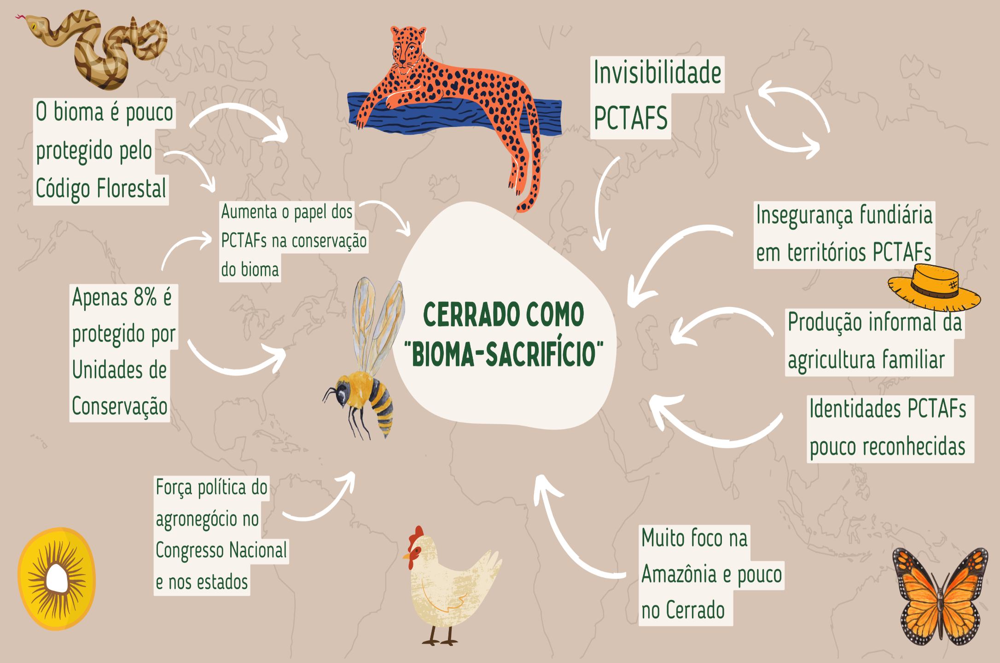 O bioma é pouco
protegido pelo
Código Florestal
Aumenta o papel dos
PCTAFs na conservação
do bioma
Apenas 8% é
protegido por
Unidades de
Conservação
Força política do
agronegócio no
Congresso Nacional
e nos estados
CERRADO COMO
"BIOMA-SACRIFÍCIO"
Invisibilidade
PCTAFS
Insegurança fundiária
em territórios PCTAFs
Produção informal da
agricultura familiar
Identidades PCTAFs
pouco reconhecidas
Muito foco na
Amazônia e pouco
no Cerrado